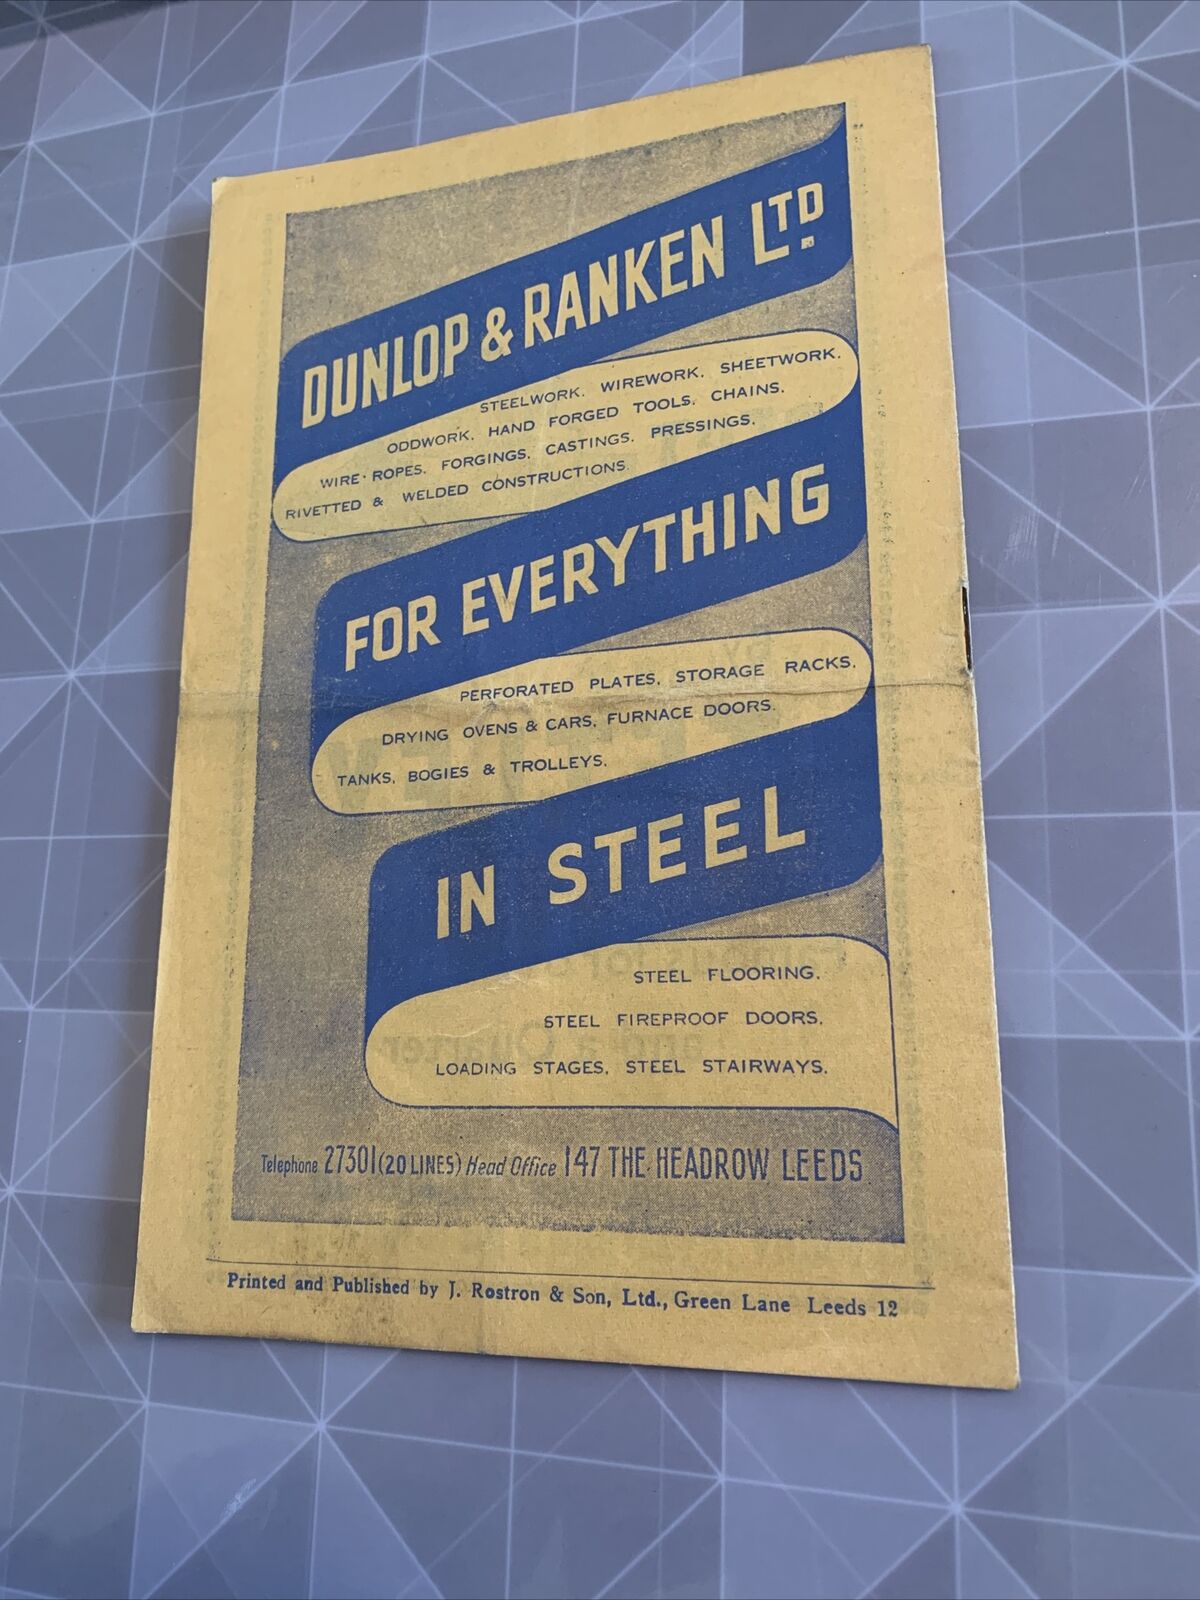 DUNLOP & RANKEN LTD.
STEELWORK. WIREWORK. SHEETWORK.
ODDWORK. HAND FORGED TOOLS. CHAINS.
WIRE·ROPES. FORGINGS. CASTINGS. PRESSINGS.
RIVETTED & WELDED CONSTRUCTIONS.
FOR EVERYTHING
PERFORATED PLATES. STORAGE RACKS.
DRYING OVENS & CARS. FURNACE DOORS.
TANKS. BOGIES & TROLLEYS.
IN STEEL
STEEL FLOORING.
STEEL FIREPROOF DOORS.
LOADING STAGES. STEEL STAIRWAYS.
Telephone 27301 (20 LINES) Head Office 147 THE HEADROW LEEDS
Printed and Published by J. Rostron & Son, Ltd., Green Lane Leeds 12